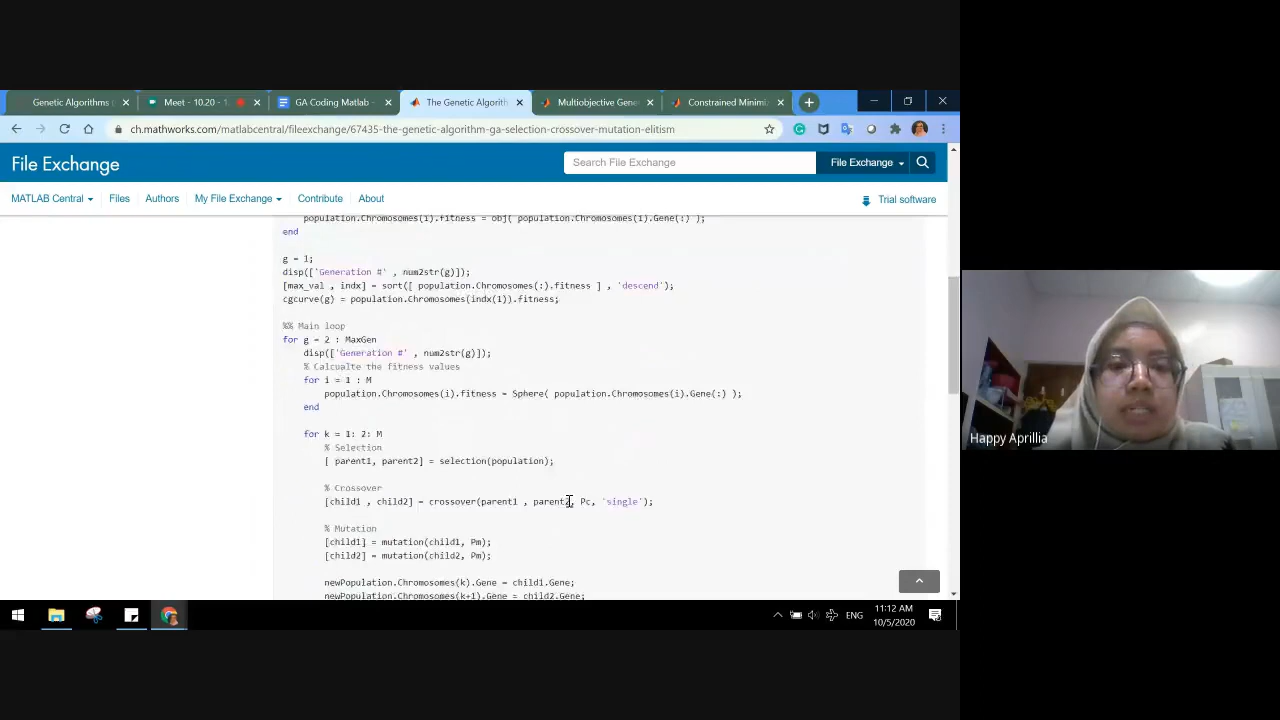 Genetic Algorithms
Meet - 10.20 - 1
GA Coding Matlab -
The Genetic Algorith
Multiobjective Gene
Constrained Minimiz
ch.mathworks.com/matlabcentral/fileexchange/67435-the-genetic-algorithm-ga-selection-crossover-mutation-elitism
File Exchange
Search File Exchange
File Exchange
MATLAB Central
Files
Authors
My File Exchange
Contribute
About
Trial software
population.Chromosomes(i).fitness = obj( population.Chromosomes(i).Gene(:) );
end
g = 1;
disp(['Generation #' , num2str(g)]);
[max_val , indx] = sort([ population.Chromosomes(:).fitness ] , 'descend');
cgcurve(g) = population.Chromosomes(indx(1)).fitness;
%% Main loop
for g = 2 : MaxGen
disp(['Generation #' , num2str(g)]);
% Calcualte the fitness values
for i = 1 : M
population.Chromosomes(i).fitness = Sphere( population.Chromosomes(i).Gene(:) );
end
for k = 1: 2: M
% Selection
[ parent1, parent2] = selection(population);
% Crossover
[child1 , child2] = crossover(parent1 , parent2, Pc, 'single');
% Mutation
[child1] = mutation(child1, Pm);
[child2] = mutation(child2, Pm);
newPopulation.Chromosomes(k).Gene = child1.Gene;
newPopulation.Chromosomes(k+1).Gene = child2.Gene;
Happy Aprillia
ENG
11:12 AM
10/5/2020